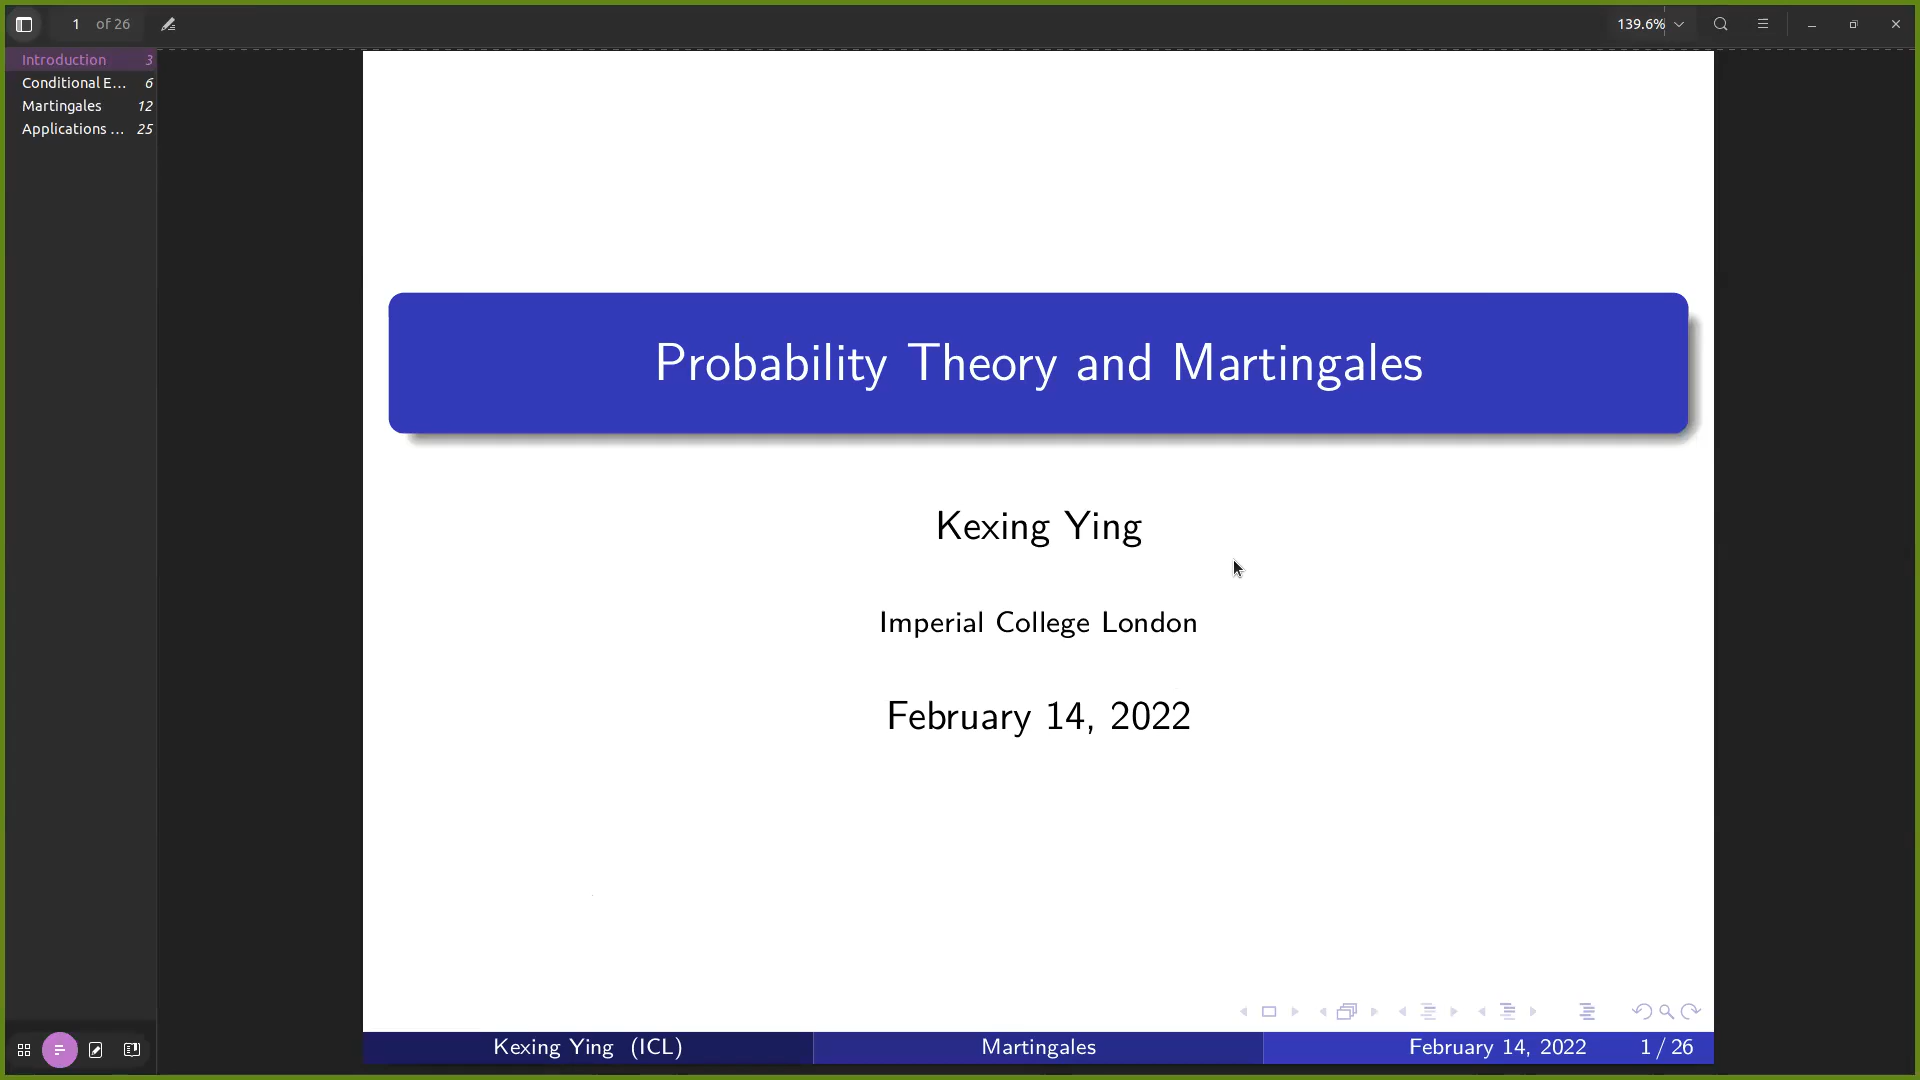 1 of 26
139.6%
Introduction 3
Conditional E... 6
Martingales 12
Applications ... 25
Probability Theory and Martingales
Kexing Ying
Imperial College London
February 14, 2022
Kexing Ying (ICL) Martingales February 14, 2022 1 / 26